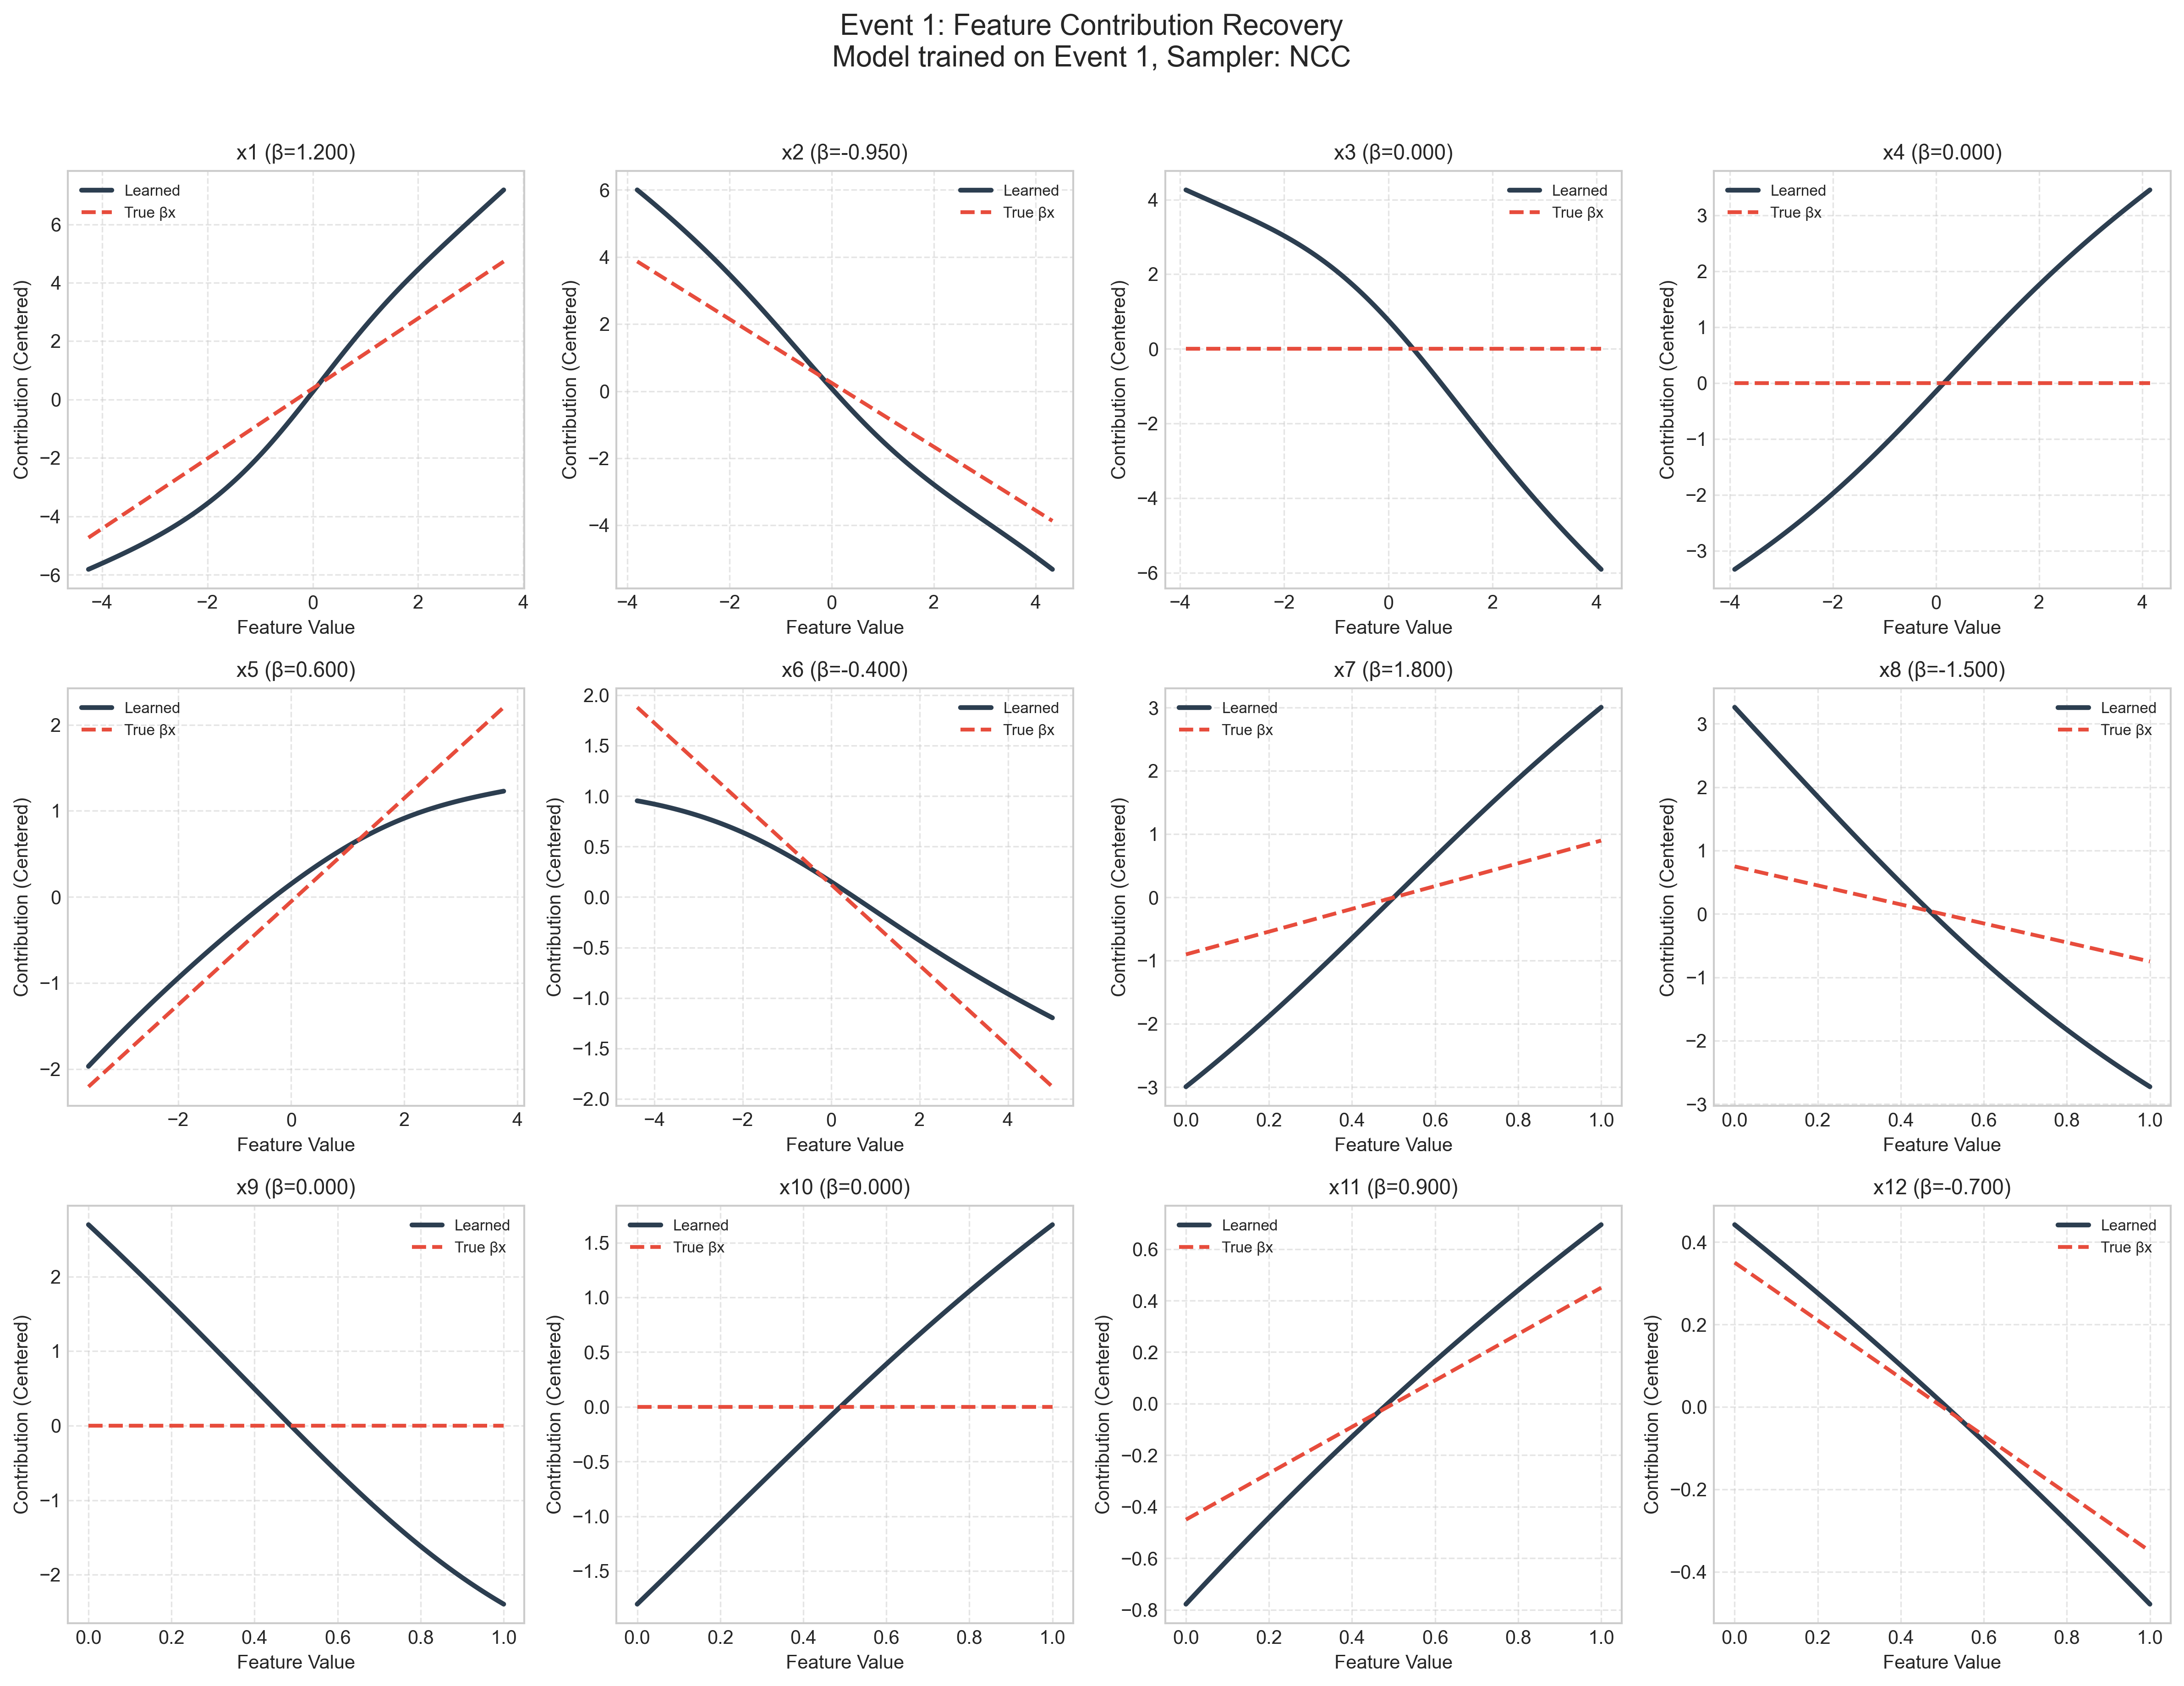 Event 1: Feature Contribution Recovery
Model trained on Event 1, Sampler: NCC
x1 (β=1.200)
Learned
True βx
6
4
2
0
−2
−4
−6
−4
−2
0
2
4
Contribution (Centered)
Feature Value
x2 (β=-0.950)
Learned
True βx
6
4
2
0
−2
−4
−4
−2
0
2
4
Contribution (Centered)
Feature Value
x3 (β=0.000)
Learned
True βx
4
2
0
−2
−4
−6
−4
−2
0
2
4
Contribution (Centered)
Feature Value
x4 (β=0.000)
Learned
True βx
3
2
1
0
−1
−2
−3
−4
−2
0
2
4
Contribution (Centered)
Feature Value
x5 (β=0.600)
Learned
True βx
2
1
0
−1
−2
−2
0
2
4
Contribution (Centered)
Feature Value
x6 (β=-0.400)
Learned
True βx
2.0
1.5
1.0
0.5
0.0
−0.5
−1.0
−1.5
−2.0
−4
−2
0
2
4
Contribution (Centered)
Feature Value
x7 (β=1.800)
Learned
True βx
3
2
1
0
−1
−2
−3
0.0
0.2
0.4
0.6
0.8
1.0
Contribution (Centered)
Feature Value
x8 (β=-1.500)
Learned
True βx
3
2
1
0
−1
−2
−3
0.0
0.2
0.4
0.6
0.8
1.0
Contribution (Centered)
Feature Value
x9 (β=0.000)
Learned
True βx
2
1
0
−1
−2
0.0
0.2
0.4
0.6
0.8
1.0
Contribution (Centered)
Feature Value
x10 (β=0.000)
Learned
True βx
1.5
1.0
0.5
0.0
−0.5
−1.0
−1.5
0.0
0.2
0.4
0.6
0.8
1.0
Contribution (Centered)
Feature Value
x11 (β=0.900)
Learned
True βx
0.6
0.4
0.2
0.0
−0.2
−0.4
−0.6
−0.8
0.0
0.2
0.4
0.6
0.8
1.0
Contribution (Centered)
Feature Value
x12 (β=-0.700)
Learned
True βx
0.4
0.2
0.0
−0.2
−0.4
0.0
0.2
0.4
0.6
0.8
1.0
Contribution (Centered)
Feature Value